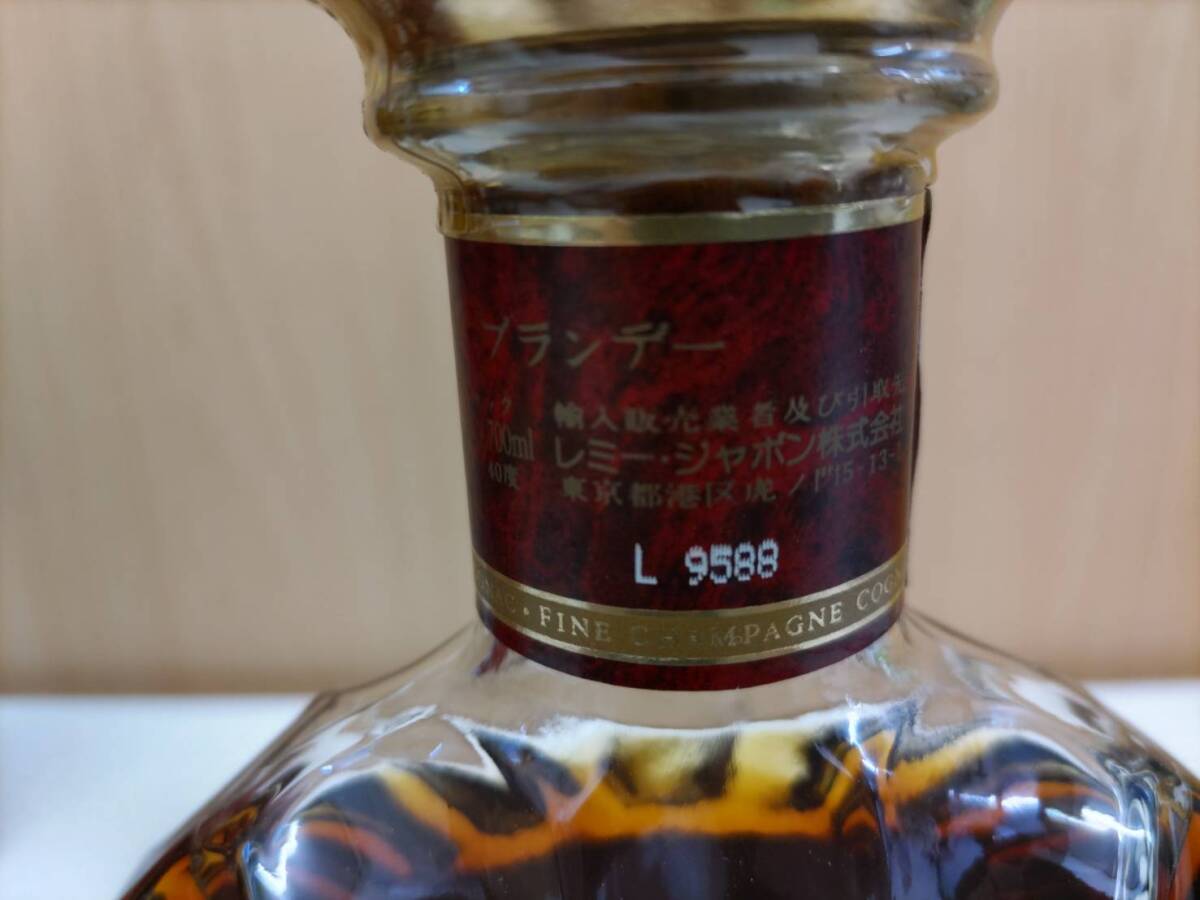 ブランデー
輸入販売業者及び引取先
700ml レミー・ジャポン株式会社
40度 東京都港区虎ノ門5-13-
L 9588
FINE CHAMPAGNE COG